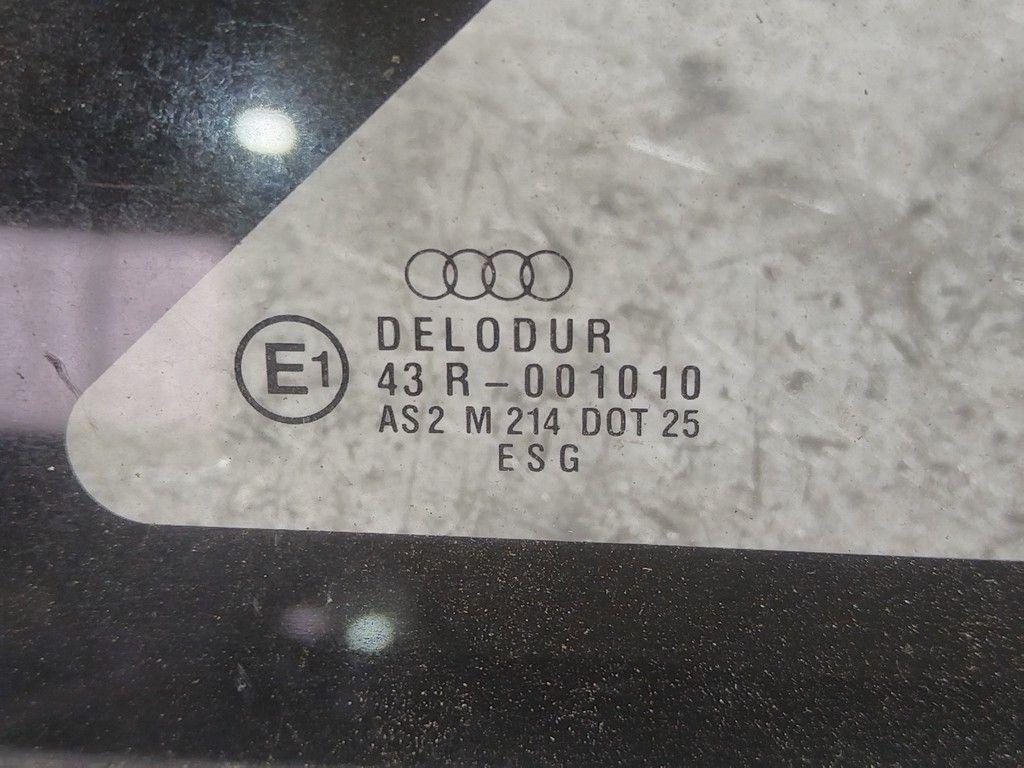 DELODUR
E1
43 R - 001010
AS2 M 214 DOT 25
ESG